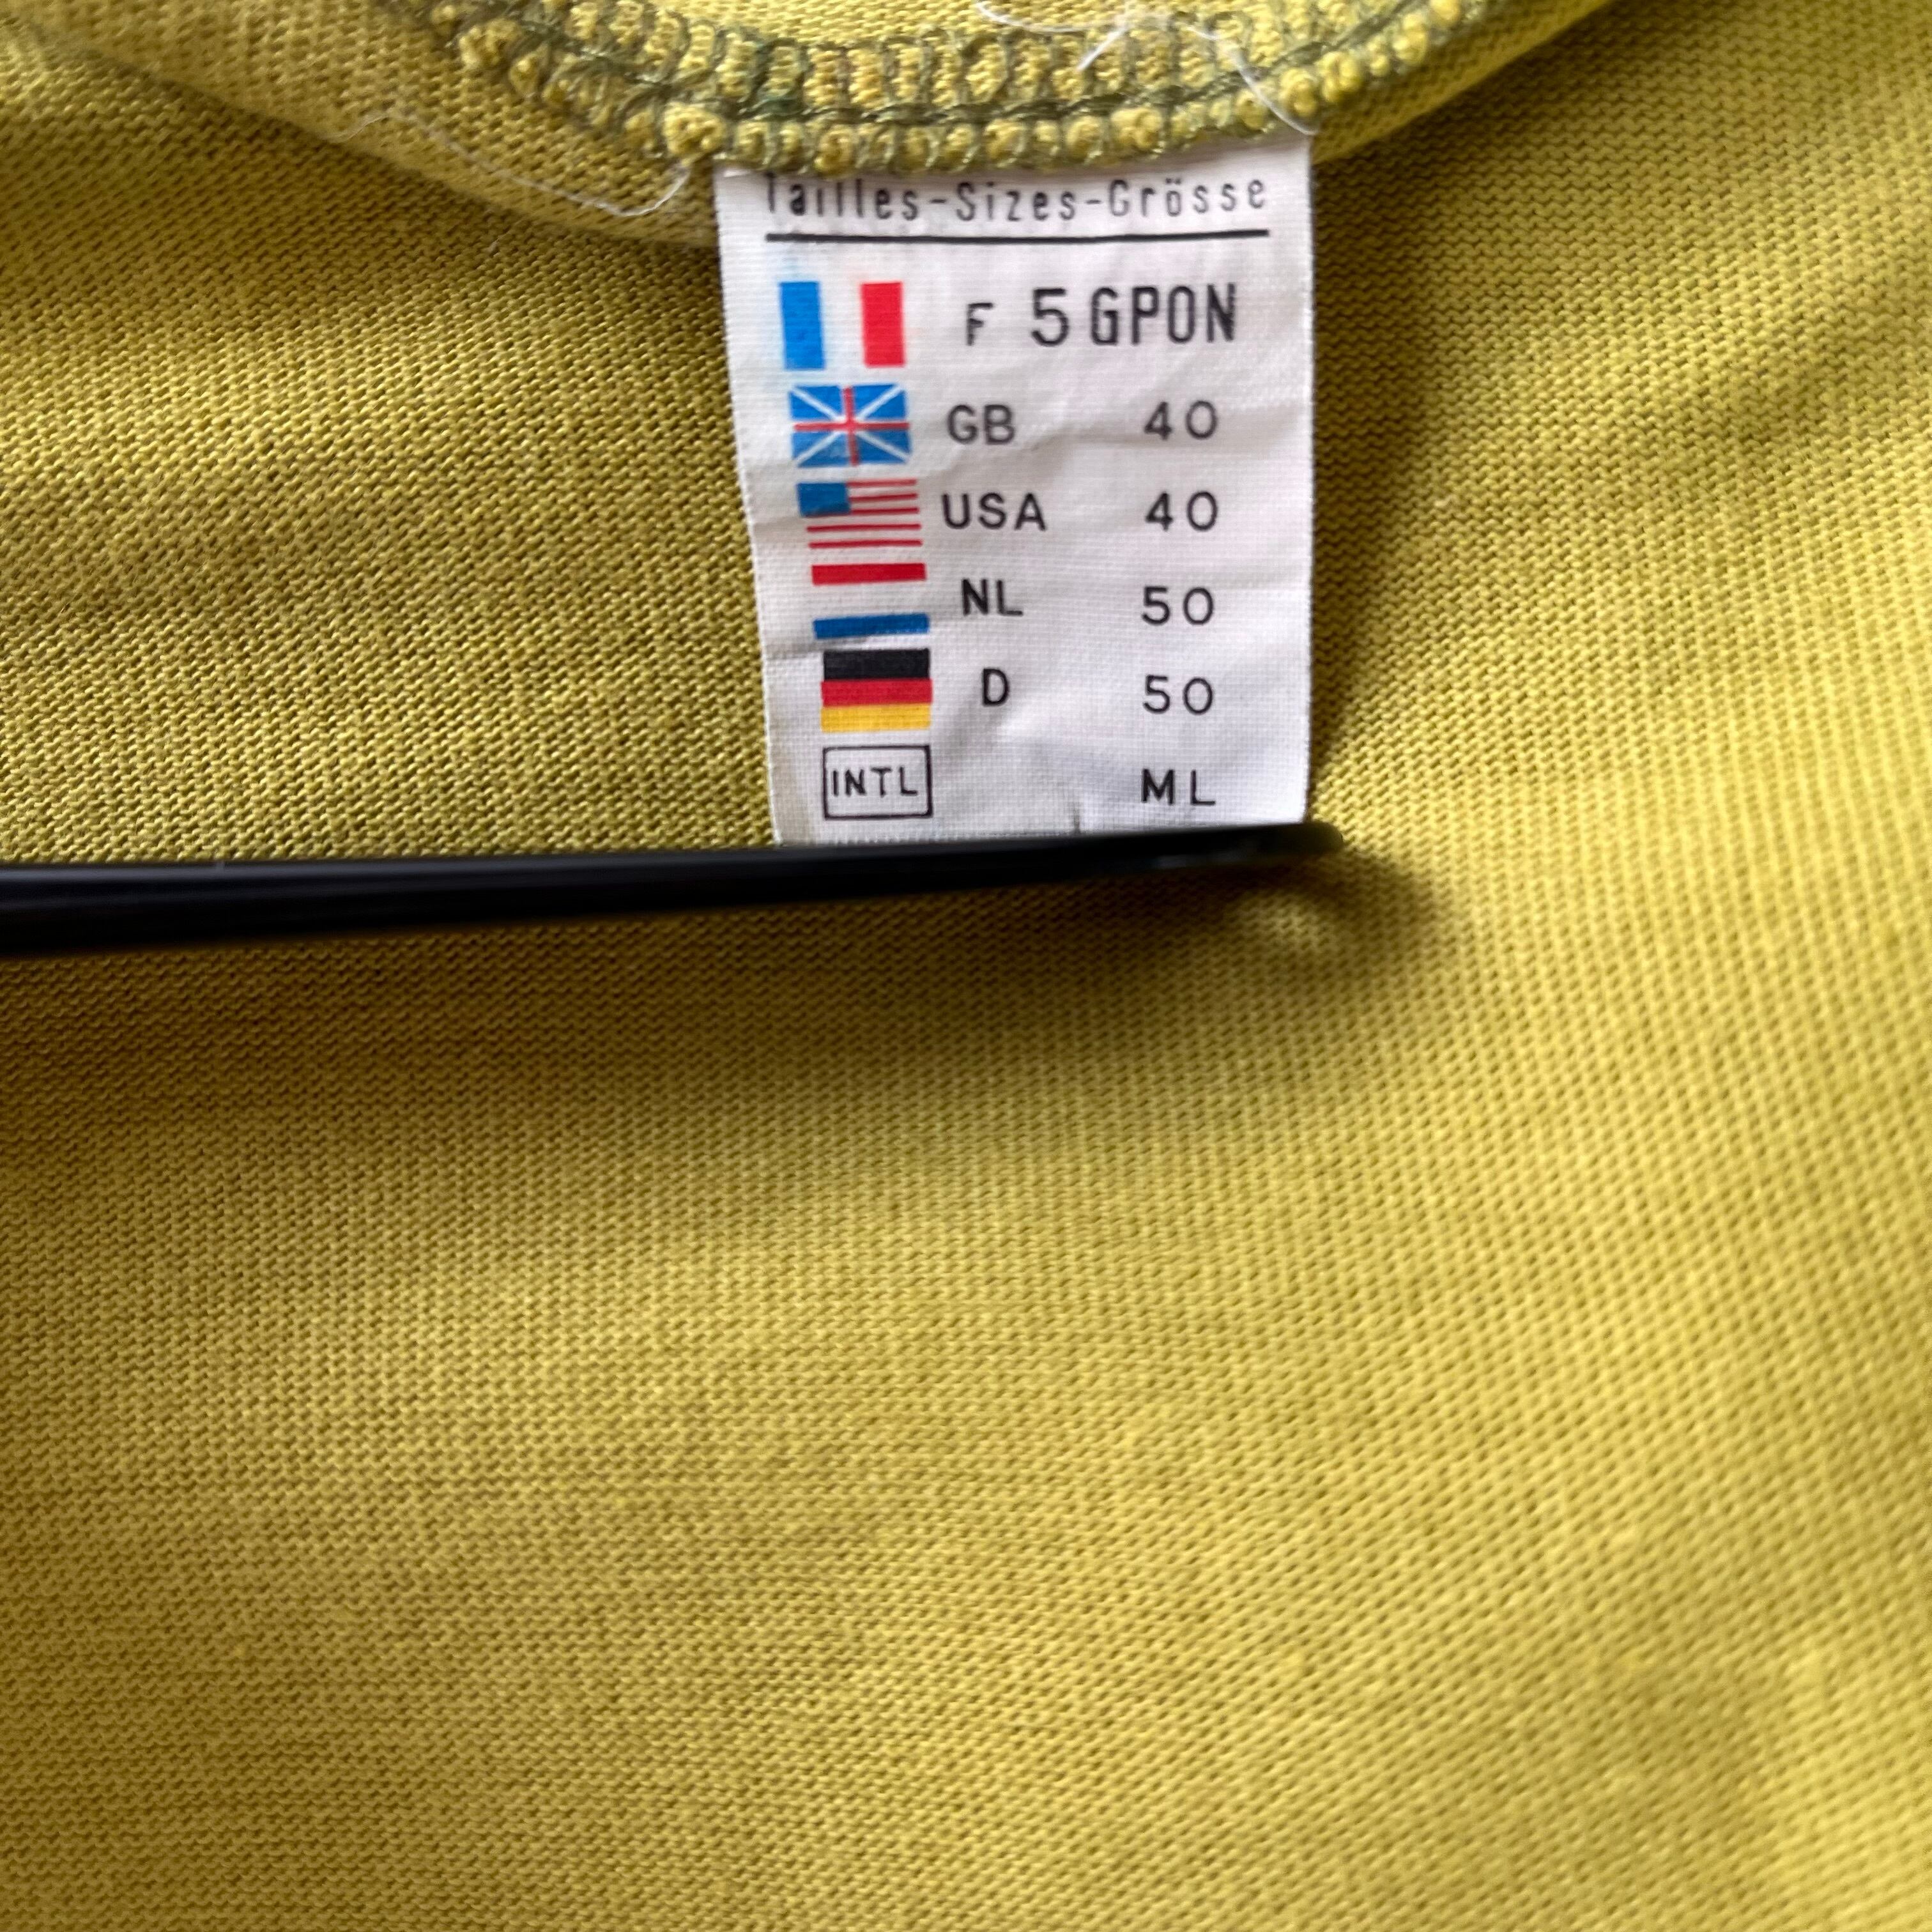 Tailles-Sizes-Grösse
F 5 GPON
GB 40
USA 40
NL 50
D 50
INTL ML